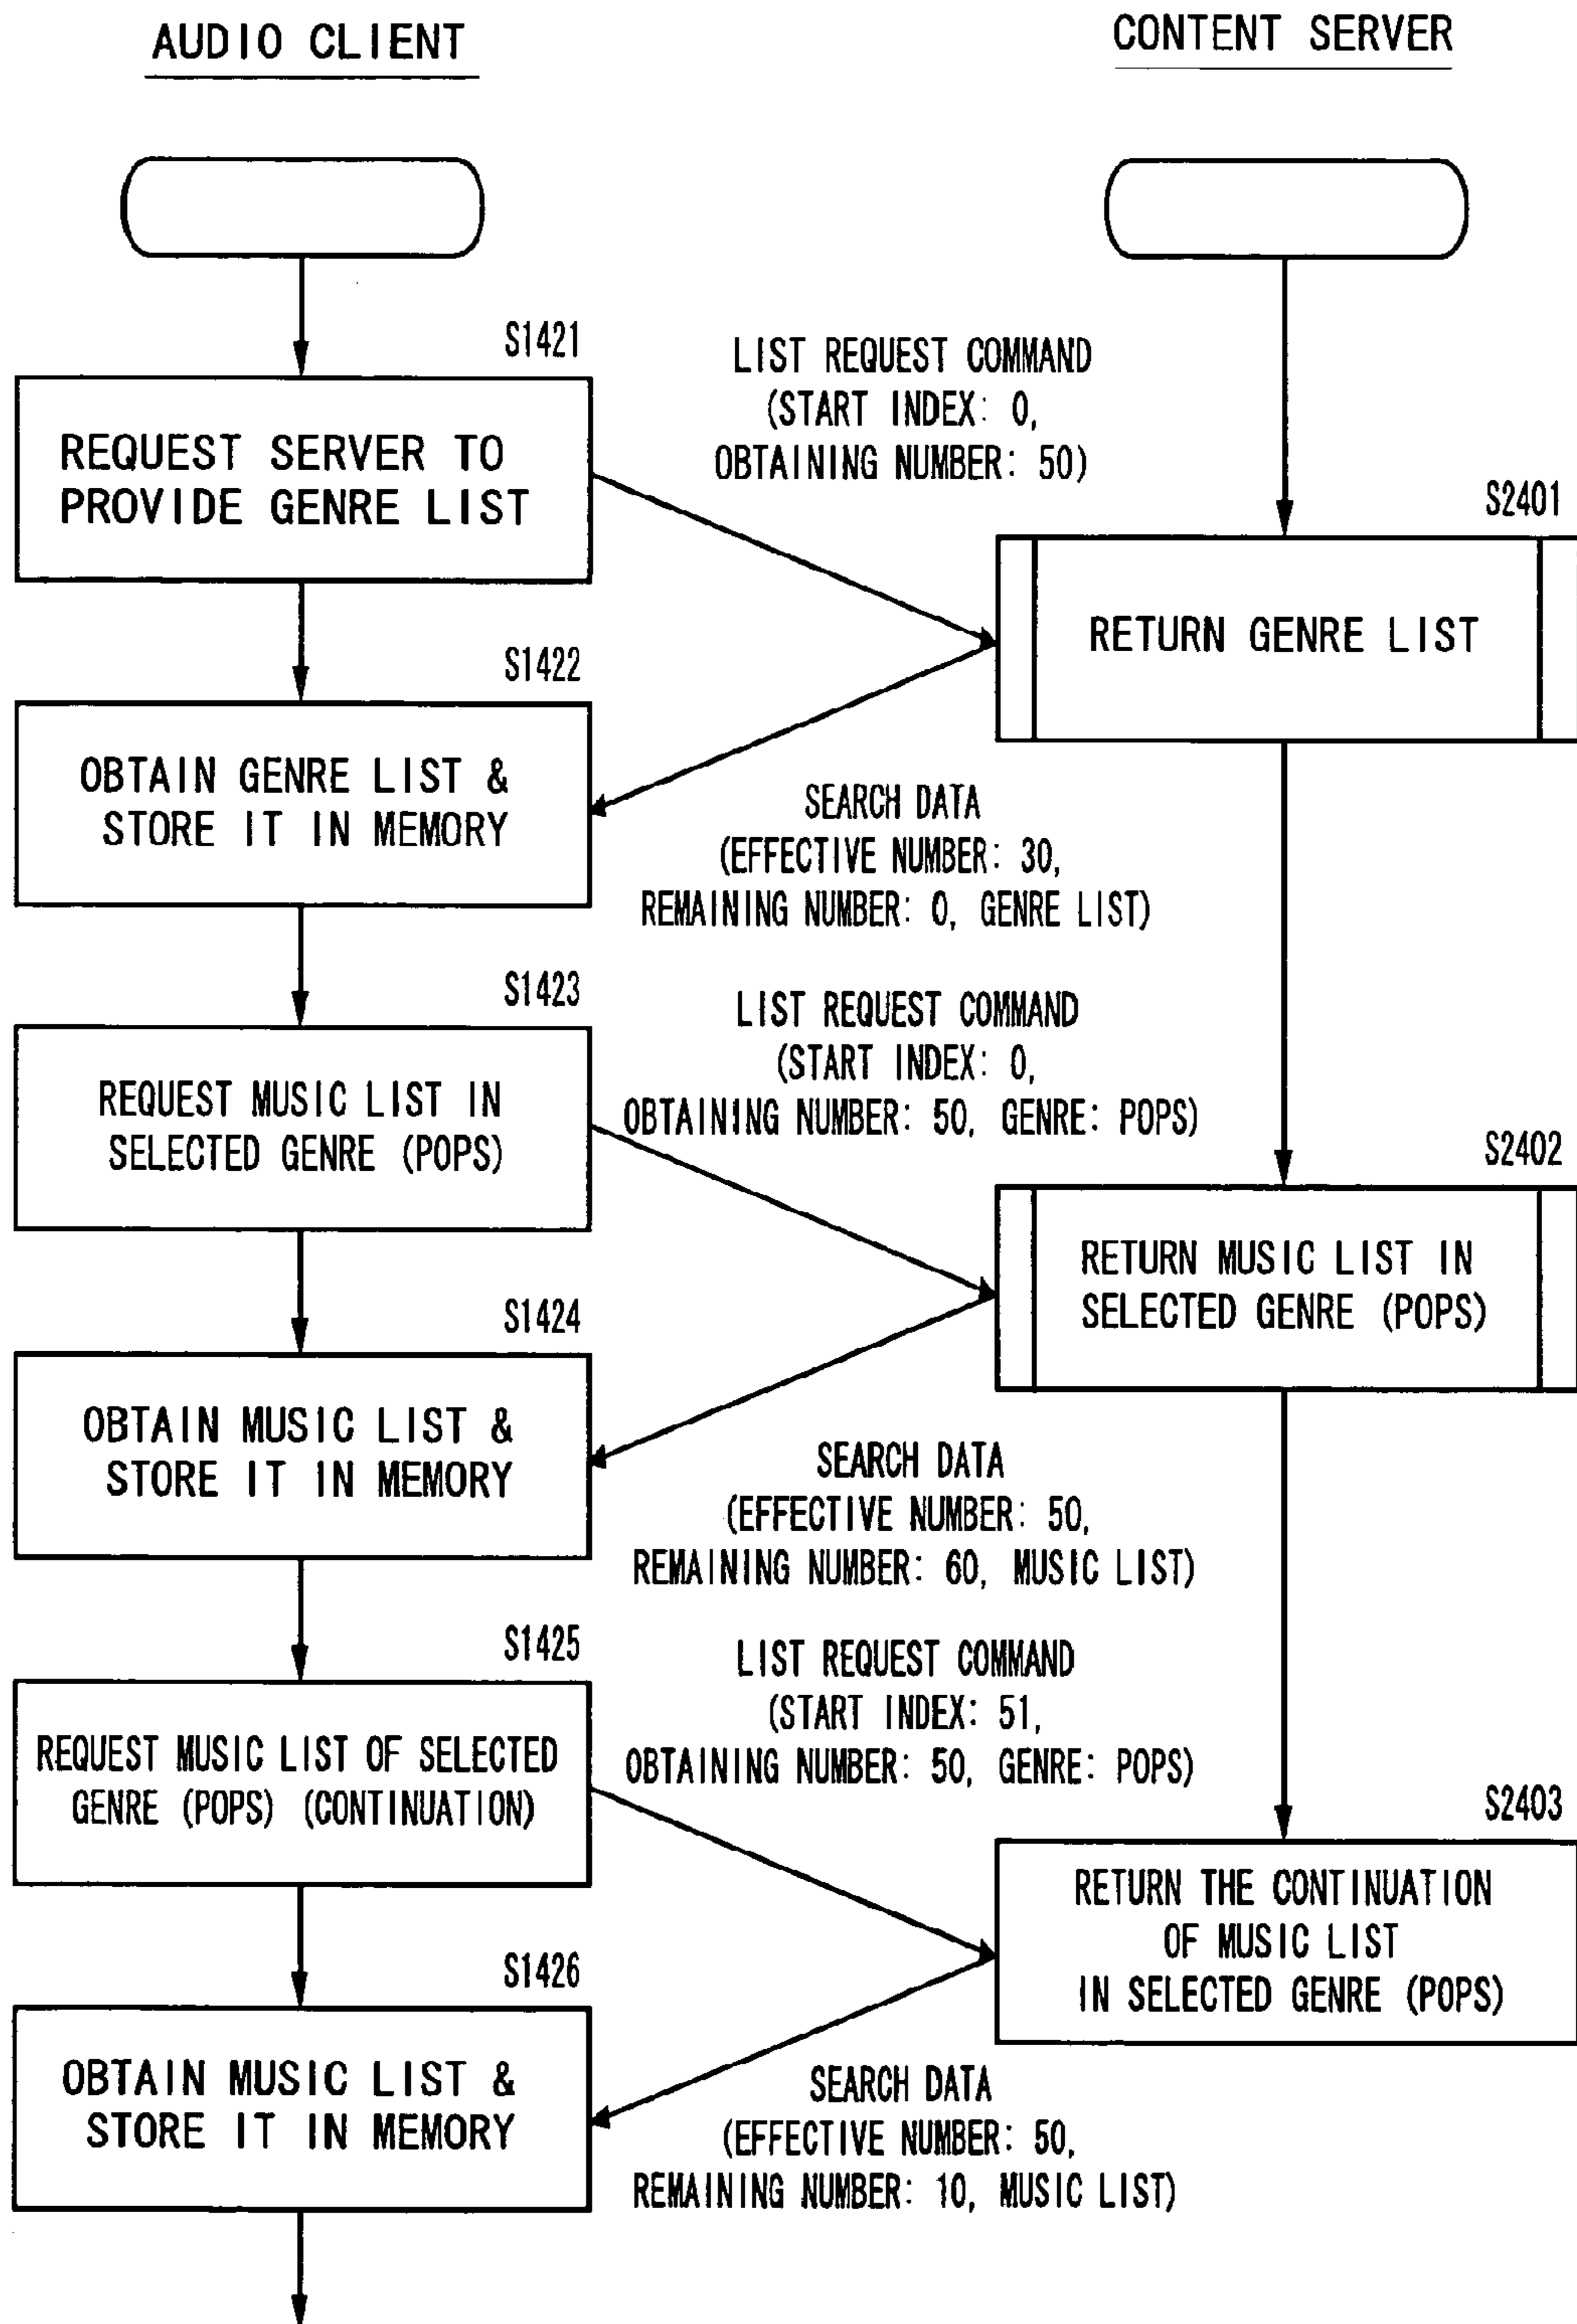 AUDIO CLIENT
CONTENT SERVER
S1421
LIST REQUEST COMMAND
(START INDEX: 0,
OBTAINING NUMBER: 50)
REQUEST SERVER TO
PROVIDE GENRE LIST
S2401
RETURN GENRE LIST
S1422
OBTAIN GENRE LIST &
STORE IT IN MEMORY
SEARCH DATA
(EFFECTIVE NUMBER: 30,
REMAINING NUMBER: 0, GENRE LIST)
S1423
LIST REQUEST COMMAND
(START INDEX: 0,
OBTAINING NUMBER: 50, GENRE: POPS)
REQUEST MUSIC LIST IN
SELECTED GENRE (POPS)
S2402
RETURN MUSIC LIST IN
SELECTED GENRE (POPS)
S1424
OBTAIN MUSIC LIST &
STORE IT IN MEMORY
SEARCH DATA
(EFFECTIVE NUMBER: 50,
REMAINING NUMBER: 60, MUSIC LIST)
S1425
LIST REQUEST COMMAND
(START INDEX: 51,
OBTAINING NUMBER: 50, GENRE: POPS)
REQUEST MUSIC LIST OF SELECTED
GENRE (POPS) (CONTINUATION)
S2403
RETURN THE CONTINUATION
OF MUSIC LIST
IN SELECTED GENRE (POPS)
S1426
OBTAIN MUSIC LIST &
STORE IT IN MEMORY
SEARCH DATA
(EFFECTIVE NUMBER: 50,
REMAINING NUMBER: 10, MUSIC LIST)